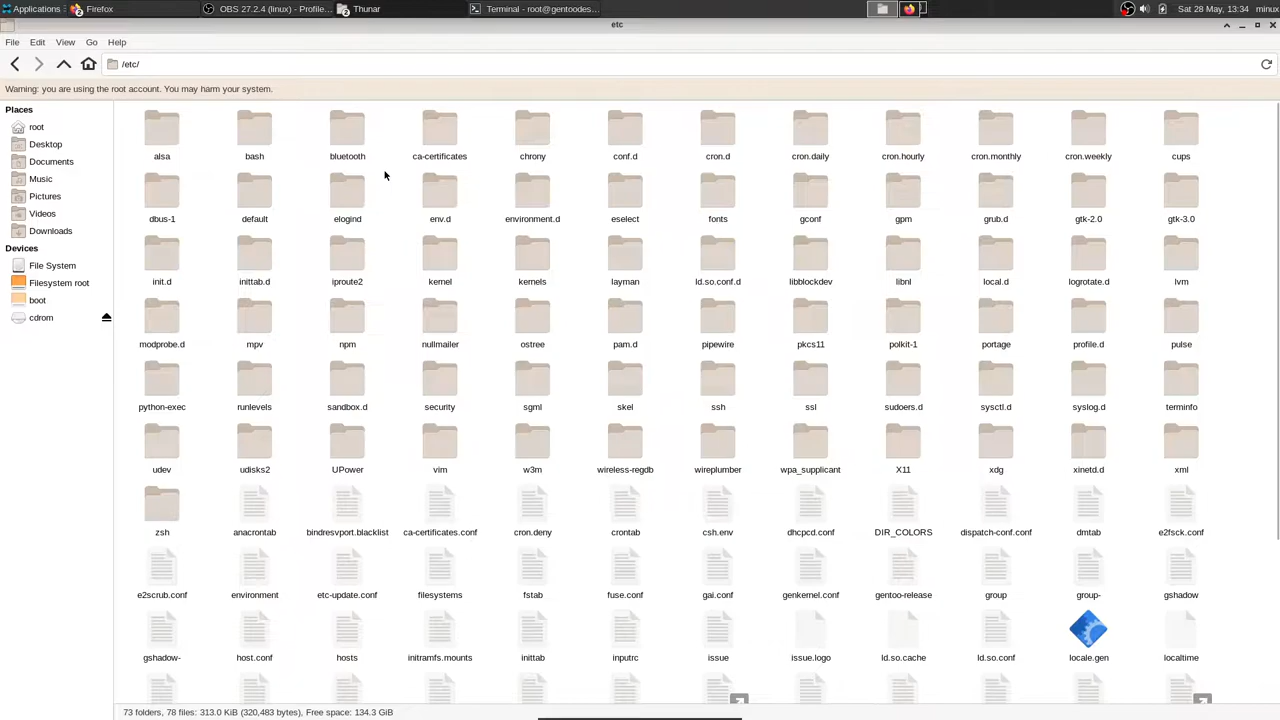 Applications
Firefox
OBS 27.2.4 (linux) - Profile...
Thunar
Terminal - root@gentoodes...
Sat 28 May, 13:34
minux
etc
File Edit View Go Help
/etc/
Warning: you are using the root account. You may harm your system.
Places
root
Desktop
Documents
Music
Pictures
Videos
Downloads
Devices
File System
Filesystem root
boot
cdrom
alsa bash bluetooth ca-certificates chrony conf.d cron.d cron.daily cron.hourly cron.monthly cron.weekly cups
dbus-1 default elogind env.d environment.d eselect fonts gconf gpm grub.d gtk-2.0 gtk-3.0
init.d inittab.d iproute2 kernel kernels layman ld.so.conf.d libblockdev libnl local.d logrotate.d lvm
modprobe.d mpv npm nullmailer ostree pam.d pipewire pkcs11 polkit-1 portage profile.d pulse
python-exec runlevels sandbox.d security sgml skel ssh ssl sudoers.d sysctl.d syslog.d terminfo
udev udisks2 UPower vim w3m wireless-regdb wireplumber wpa_supplicant X11 xdg xinetd.d xml
zsh anacrontab bindresvport.blacklist ca-certificates.conf cron.deny crontab csh.env dhcpcd.conf DIR_COLORS dispatch-conf.conf dmtab e2fsck.conf
e2scrub.conf environment etc-update.conf filesystems fstab fuse.conf gai.conf genkernel.conf gentoo-release group group- gshadow
gshadow- host.conf hosts initramfs.mounts inittab inputrc issue issue.logo ld.so.cache ld.so.conf locale.gen localtime
73 folders, 78 files: 313.0 KiB (320,483 bytes), Free space: 134.3 GiB